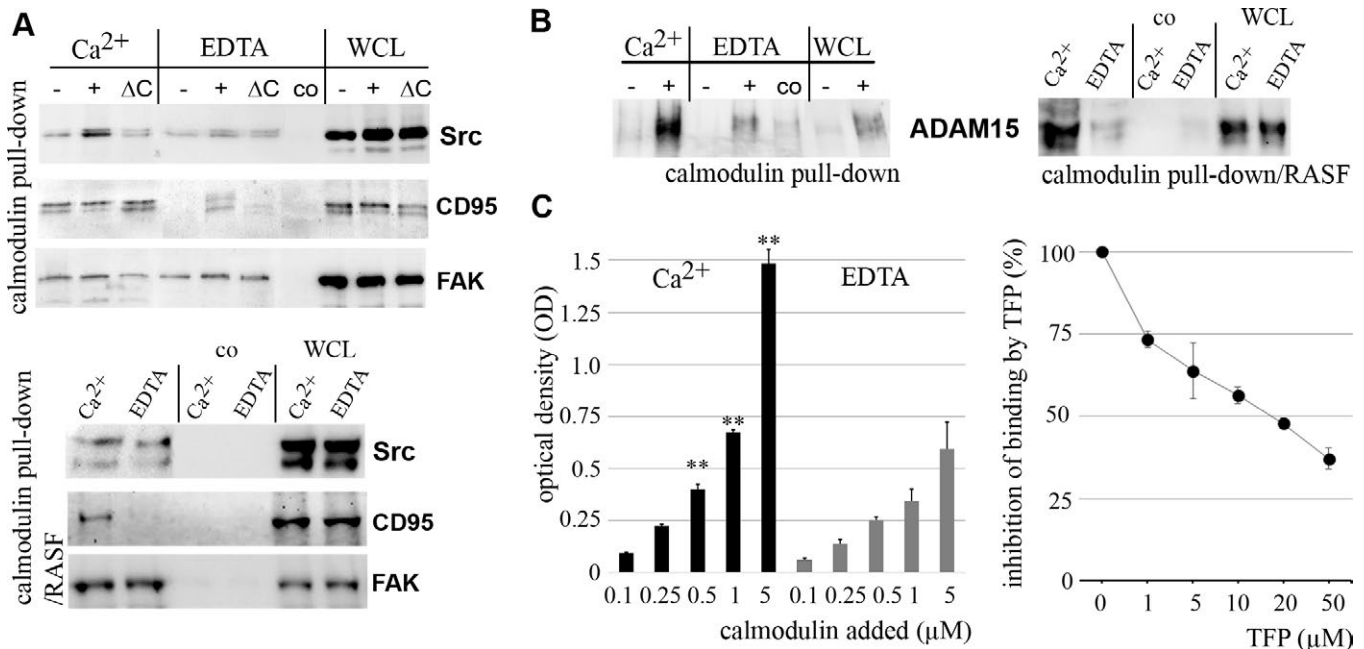 A
Ca2+ EDTA WCL
- + ΔC - + ΔC co - + ΔC
Src
CD95
FAK
calmodulin pull-down
co WCL
Ca2+ EDTA Ca2+ EDTA Ca2+ EDTA
Src
CD95
FAK
calmodulin pull-down
/RASF
B
Ca2+ EDTA WCL
- + - + co - +
ADAM15
calmodulin pull-down
co WCL
Ca2+ EDTA Ca2+ EDTA Ca2+ EDTA
calmodulin pull-down/RASF
C
optical density (OD)
1.5
1.0
0.75
0.5
0.25
0
Ca2+ EDTA
** ** **
0.1 0.25 0.5 1 5 0.1 0.25 0.5 1 5
calmodulin added (μM)
inhibition of binding by TFP (%)
100
75
50
25
0
0 1 5 10 20 50
TFP (μM)